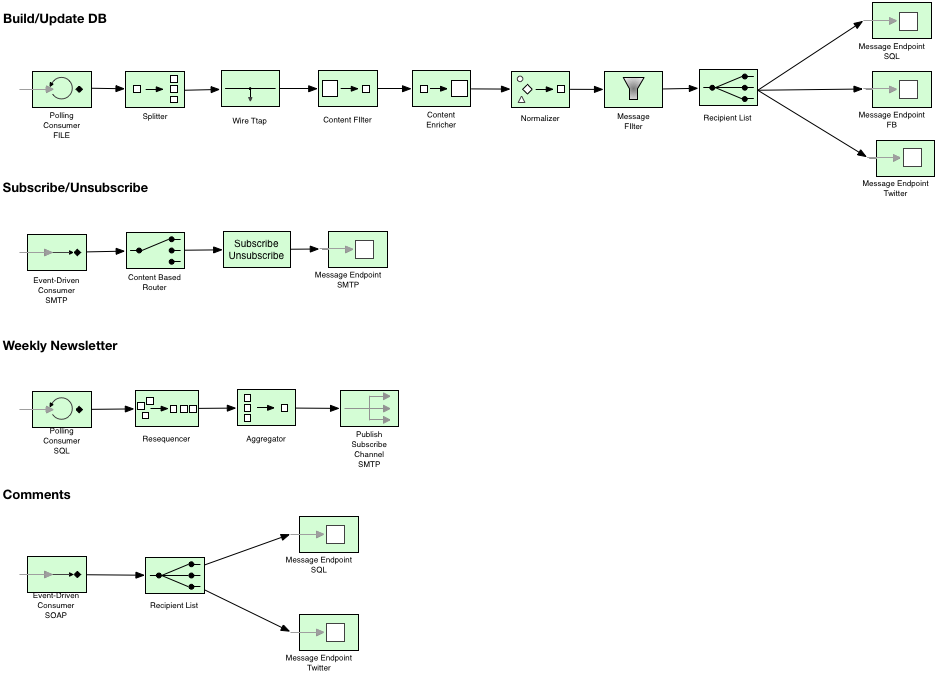 Build/Update DB
Polling
Consumer
FILE
Splitter
Wire Ttap
Content FIlter
Content
Enricher
Normalizer
Message
FIlter
Recipient List
Message Endpoint
SQL
Message Endpoint
FB
Message Endpoint
Twitter
Subscribe/Unsubscribe
Event-Driven
Consumer
SMTP
Content Based
Router
Subscribe
Unsubscribe
Message Endpoint
SMTP
Weekly Newsletter
Polling
Consumer
SQL
Resequencer
Aggregator
Publish
Subscribe
Channel
SMTP
Comments
Event-Driven
Consumer
SOAP
Recipient List
Message Endpoint
SQL
Message Endpoint
Twitter